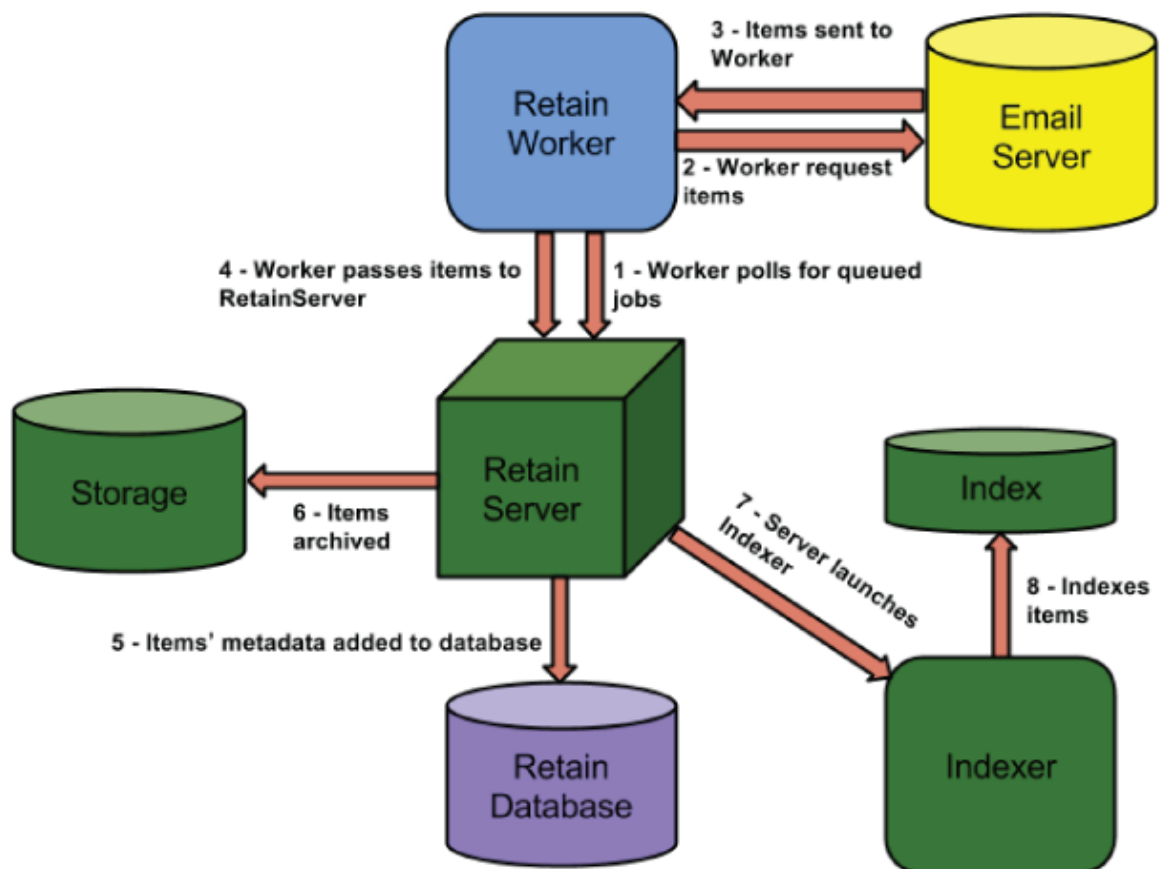 3 - Items sent to
Worker
Retain
Worker
Email
Server
2 - Worker request
items
4 - Worker passes items to
RetainServer
1 - Worker polls for queued
jobs
Storage
Retain
Server
Index
6 - Items
archived
7 - Server launches
Indexer
8 - Indexes
items
5 - Items' metadata added to database
Retain
Database
Indexer